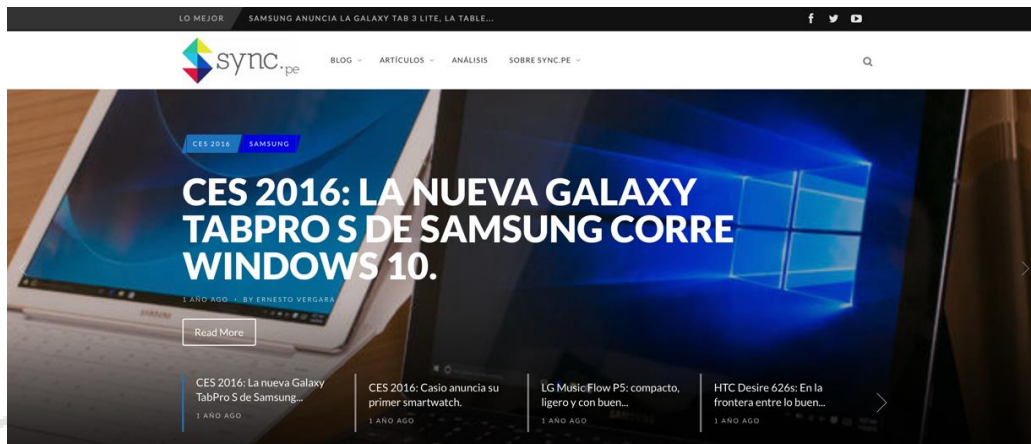 LO MEJOR SAMSUNG ANUNCIA LA GALAXY TAB 3 LITE, LA TABLE...
sync.pe
BLOG ARTÍCULOS ANÁLISIS SOBRE SYNC.PE
CES 2016 SAMSUNG
CES 2016: LA NUEVA GALAXY
TABPRO S DE SAMSUNG CORRE
WINDOWS 10.
1 AÑO AGO • BY ERNESTO VERGARA
SAMSUNG
Read More
CES 2016: La nueva Galaxy
TabPro S de Samsung...
1 AÑO AGO
CES 2016: Casio anuncia su
primer smartwatch.
1 AÑO AGO
LG Music Flow P5: compacto,
ligero y con buen...
1 AÑO AGO
SAMSUNG
HTC Desire 626s: En la
frontera entre lo buen...
1 AÑO AGO